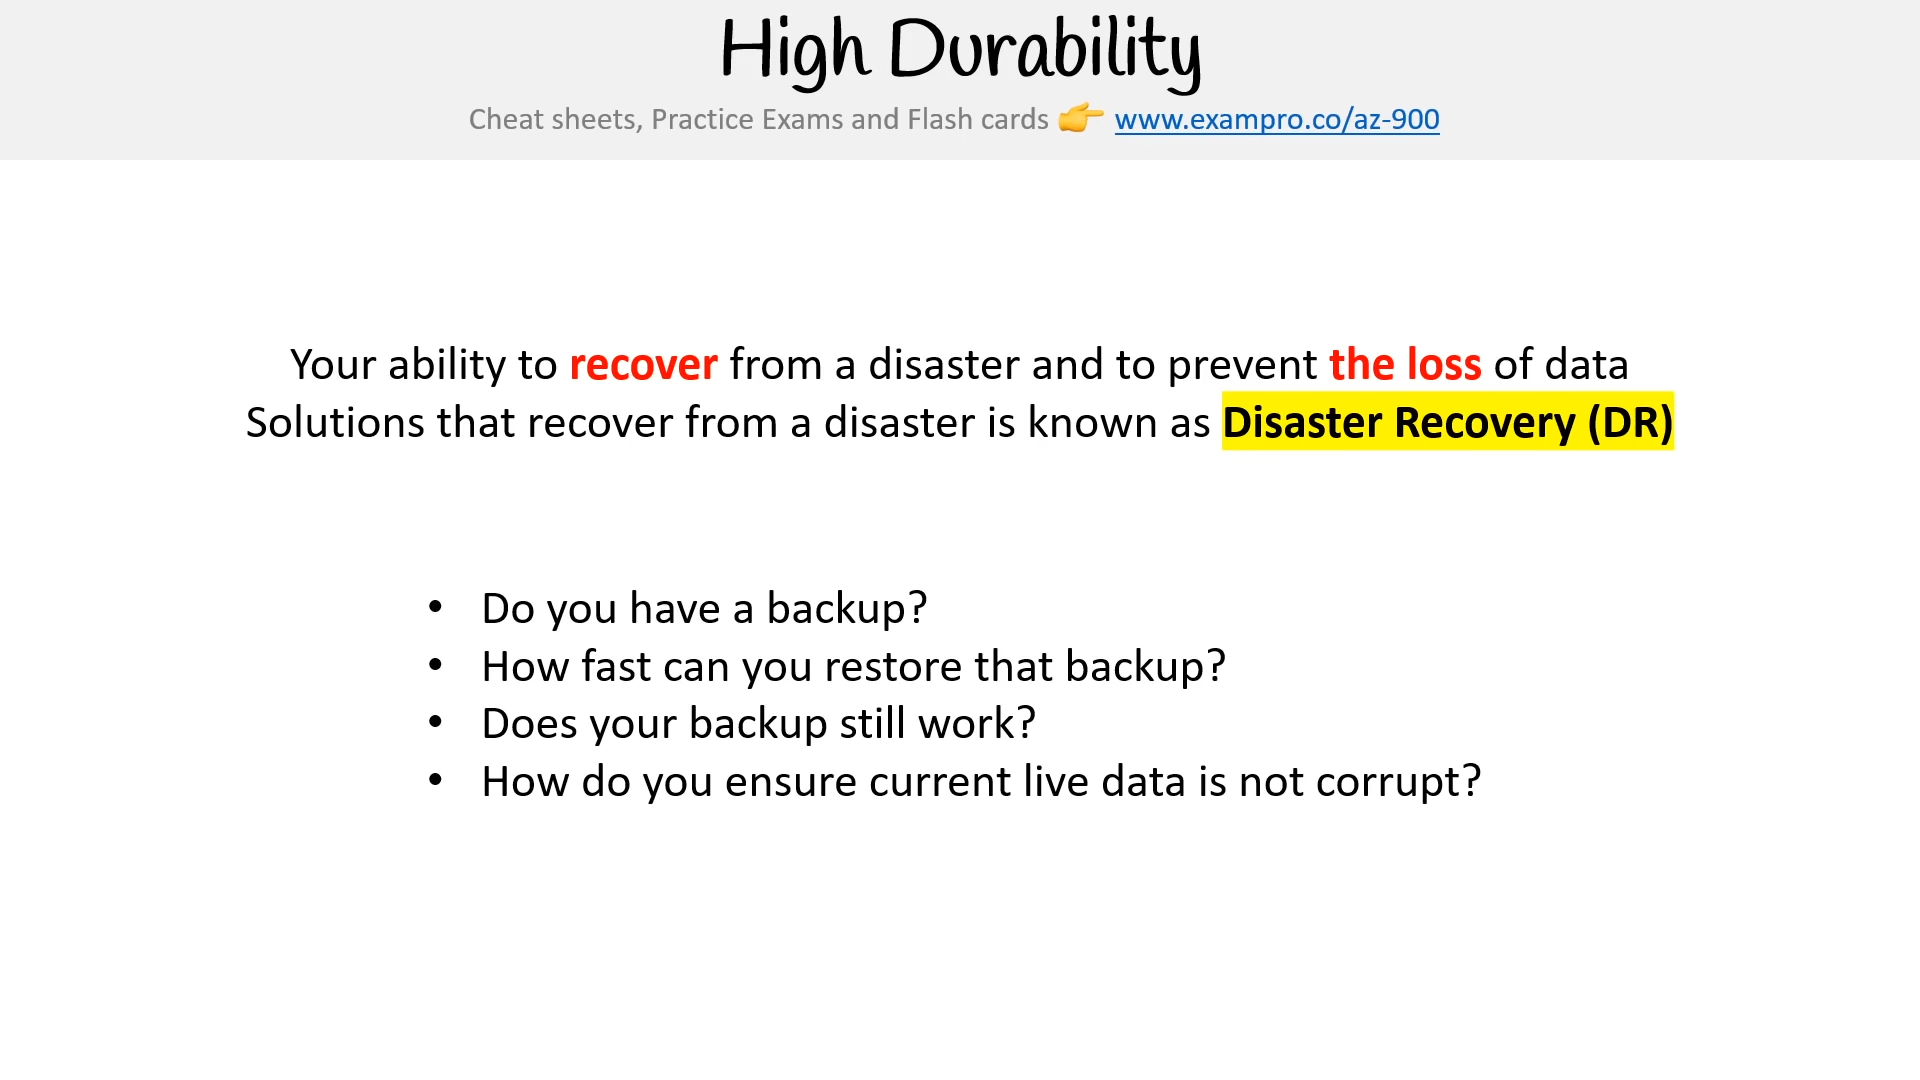 High Durability
Cheat sheets, Practice Exams and Flash cards 👉 www.exampro.co/az-900
Your ability to recover from a disaster and to prevent the loss of data
Solutions that recover from a disaster is known as Disaster Recovery (DR)
• Do you have a backup?
• How fast can you restore that backup?
• Does your backup still work?
• How do you ensure current live data is not corrupt?